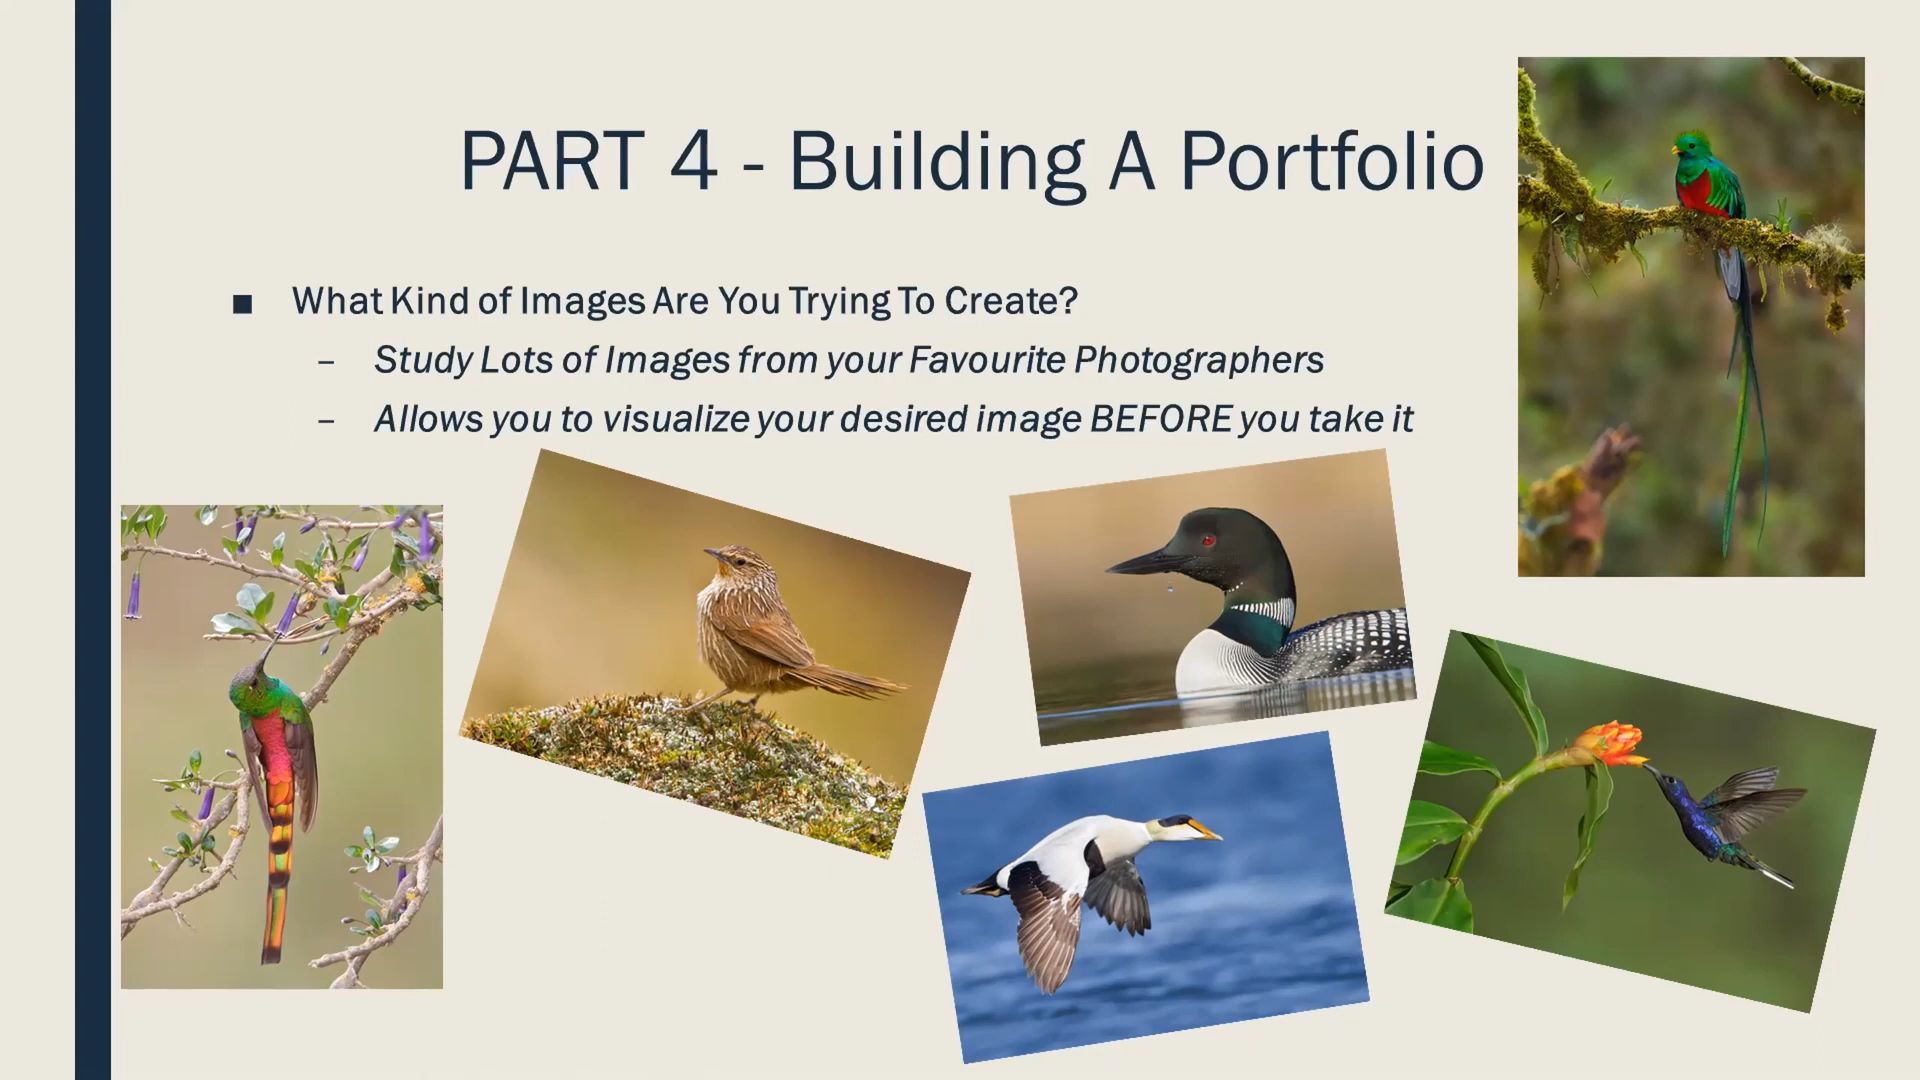 PART 4 - Building A Portfolio
■ What Kind of Images Are You Trying To Create?
– Study Lots of Images from your Favourite Photographers
– Allows you to visualize your desired image BEFORE you take it